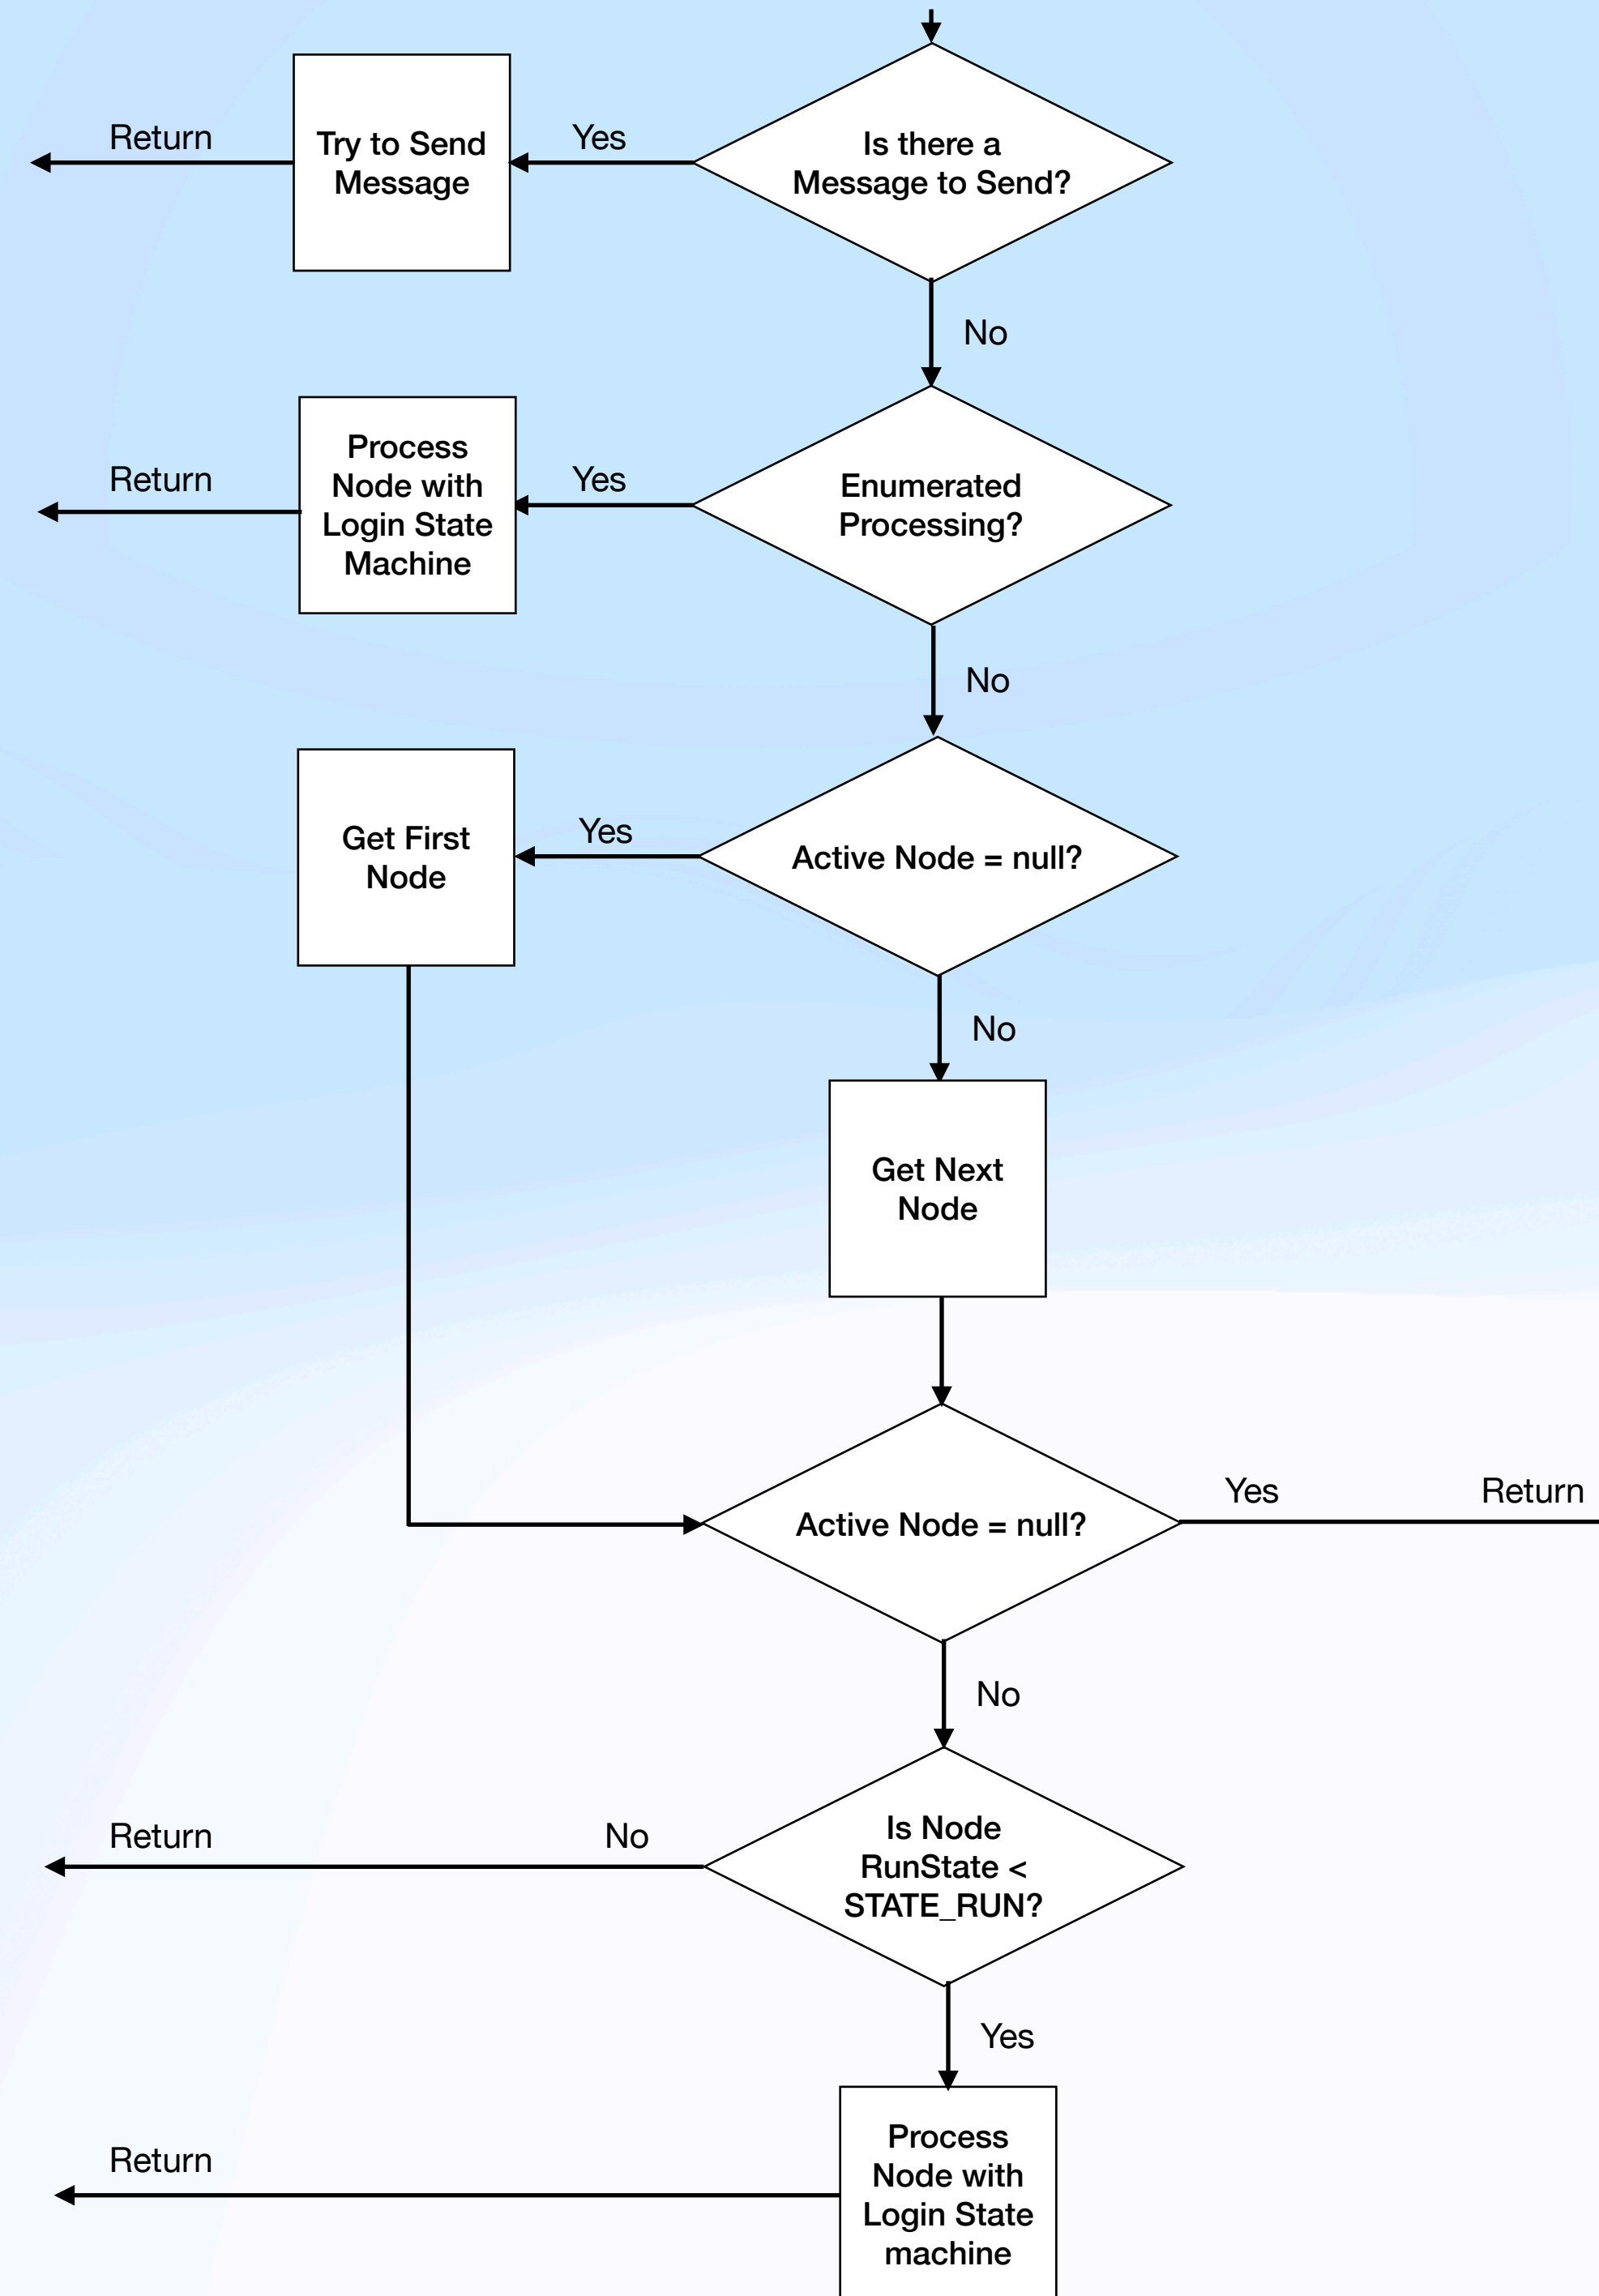 Return
Try to Send
Message
Yes
Is there a
Message to Send?
No
Return
Process
Node with
Login State
Machine
Yes
Enumerated
Processing?
No
Get First
Node
Yes
Active Node = null?
No
Get Next
Node
Active Node = null?
Yes
Return
No
Return
No
Is Node
RunState <
STATE_RUN?
Yes
Return
Process
Node with
Login State
machine